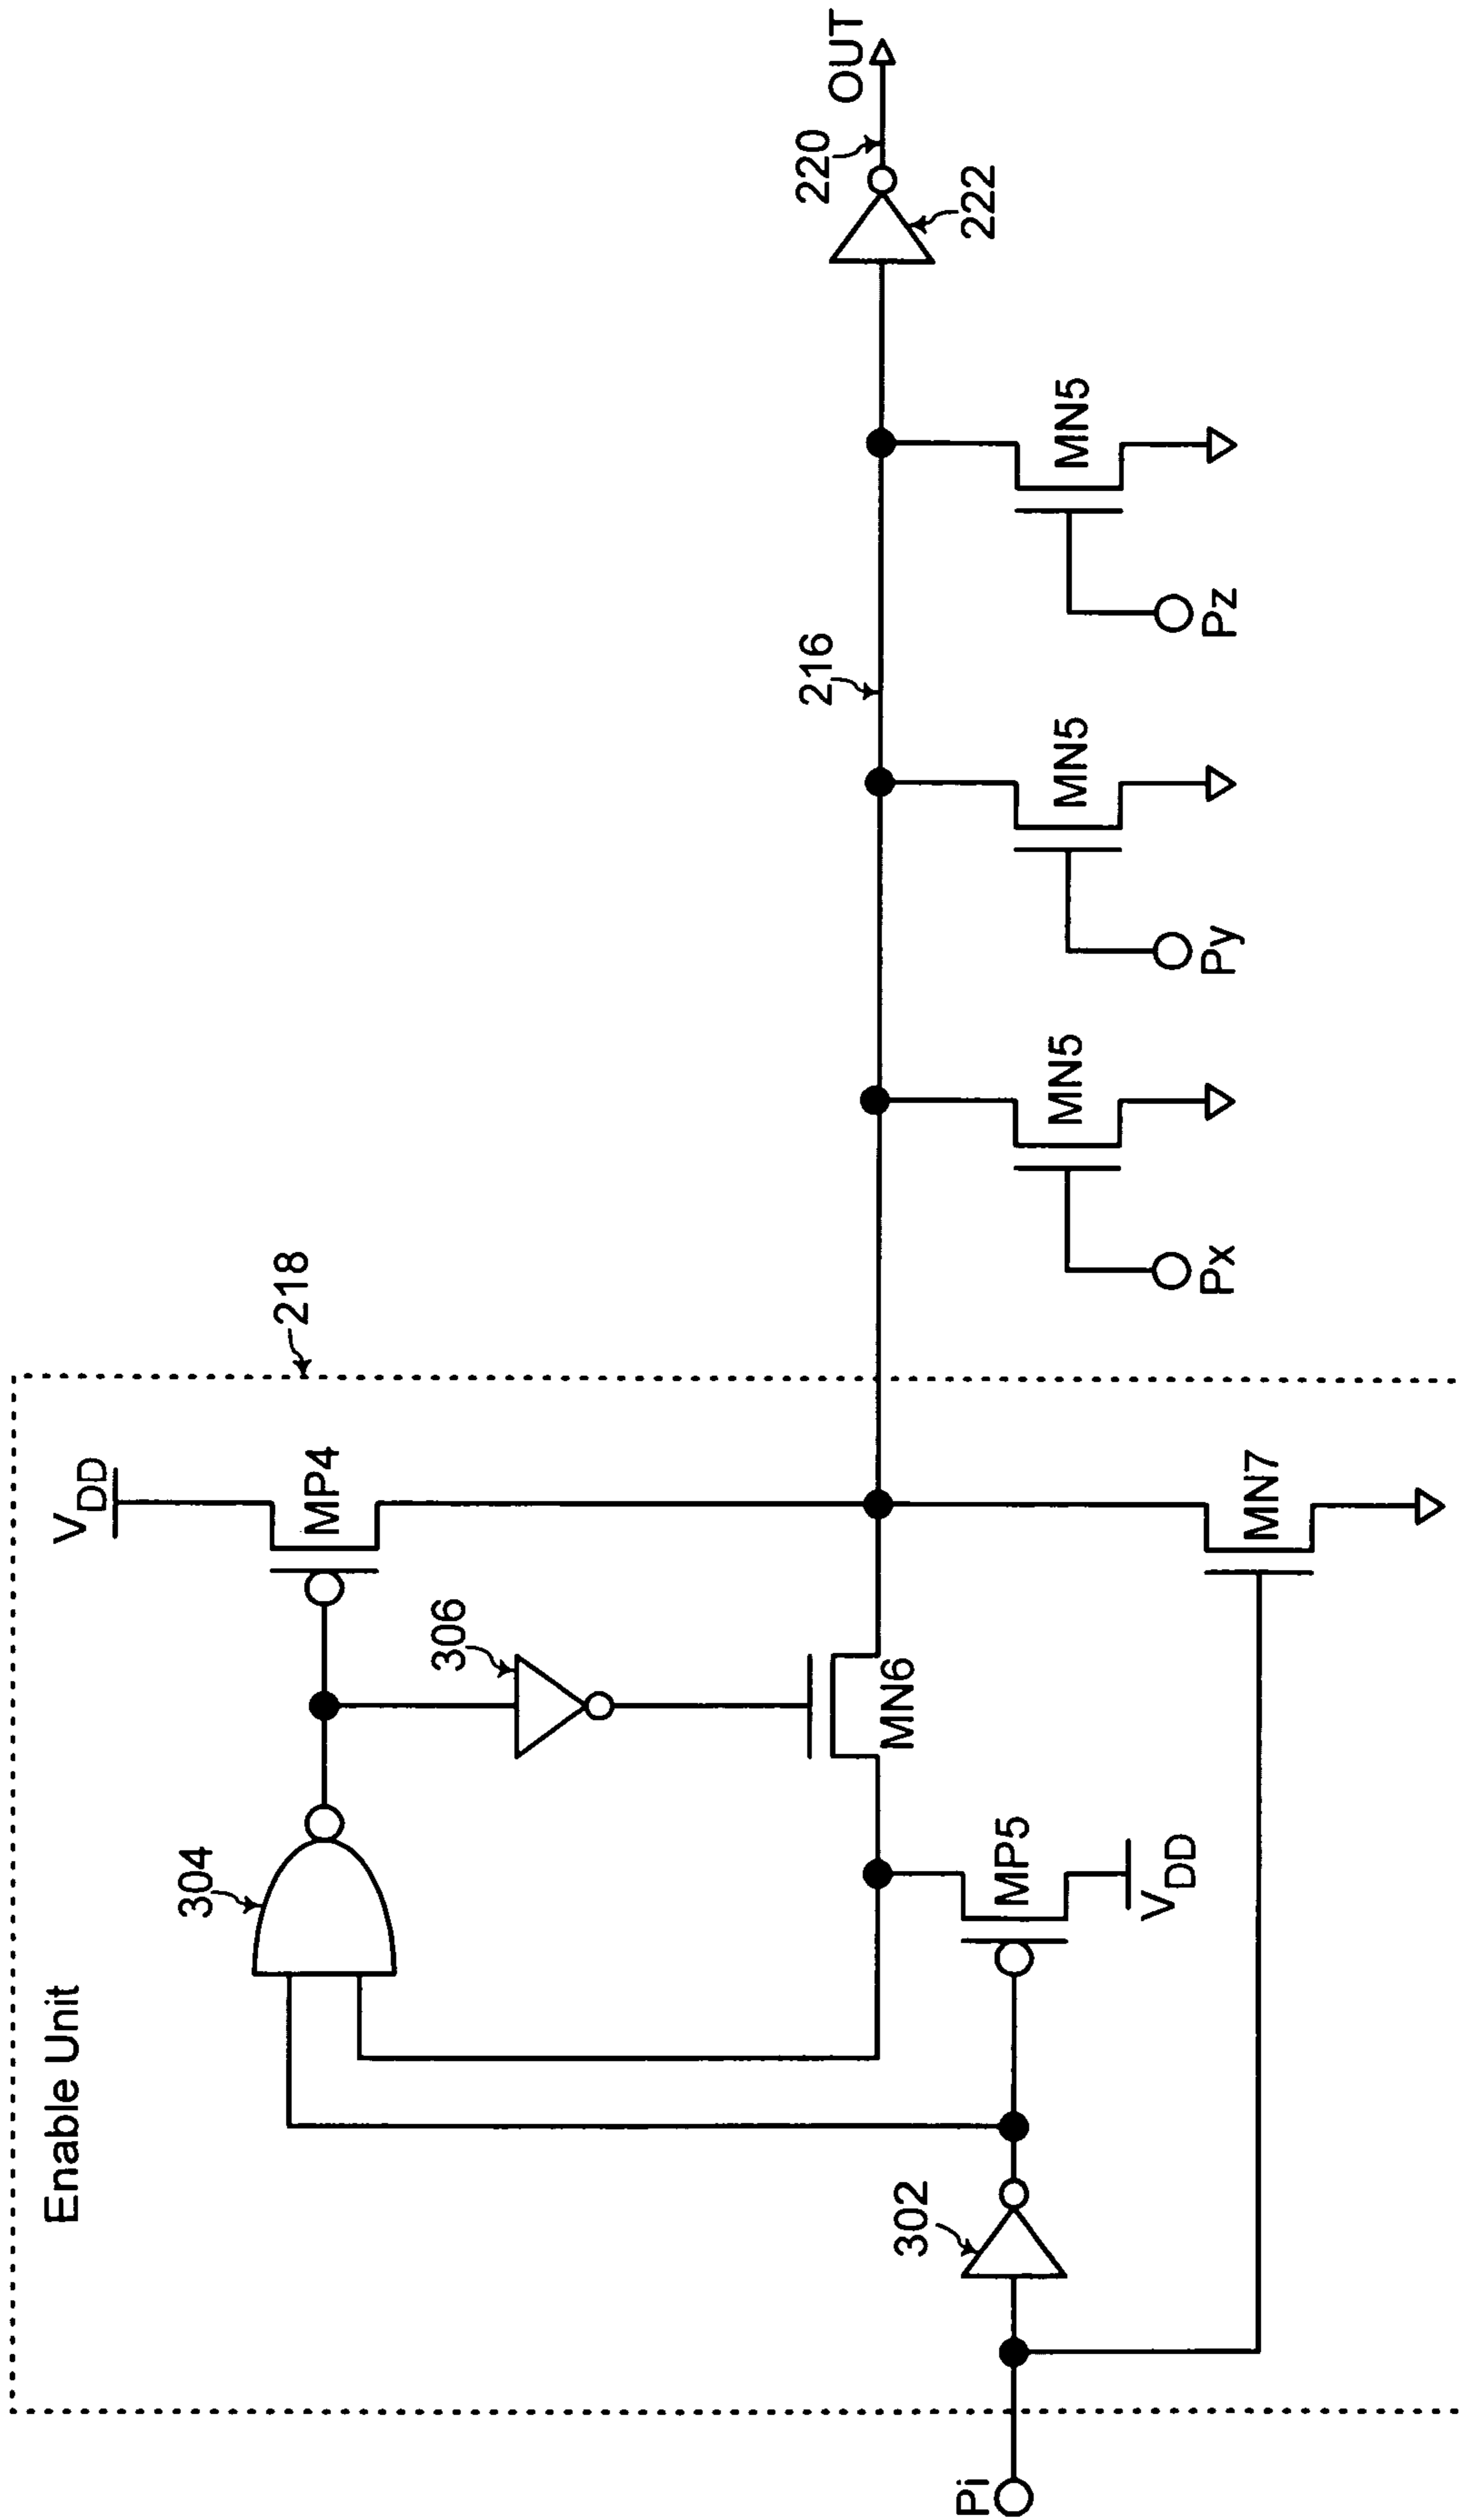 Enable Unit
218
VDD
MP4
304
306
MN6
MP5
VDD
302
Pi
MN7
216
MN5
Px
MN5
Py
MN5
Pz
220
OUT
222